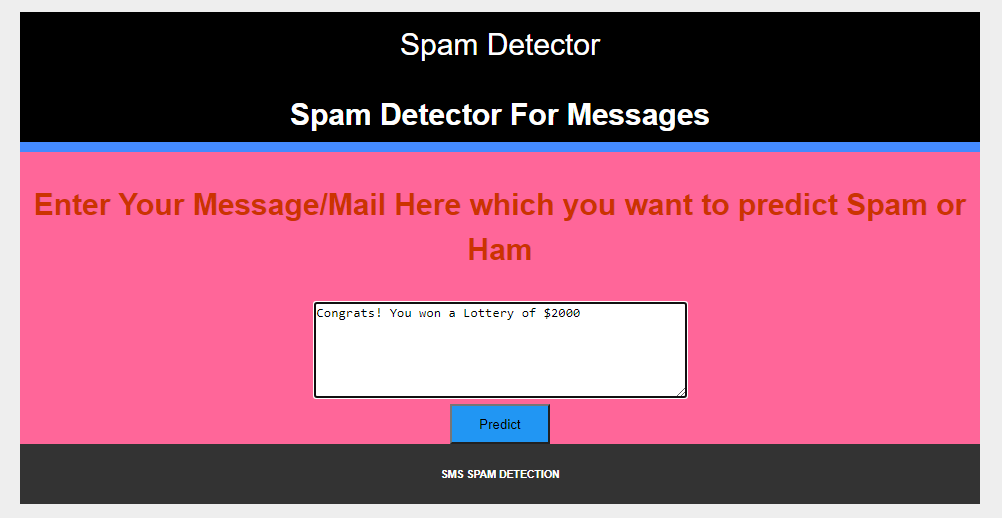 Spam Detector
Spam Detector For Messages
Enter Your Message/Mail Here which you want to predict Spam or
Ham
Congrats! You won a Lottery of $2000
Predict
SMS SPAM DETECTION